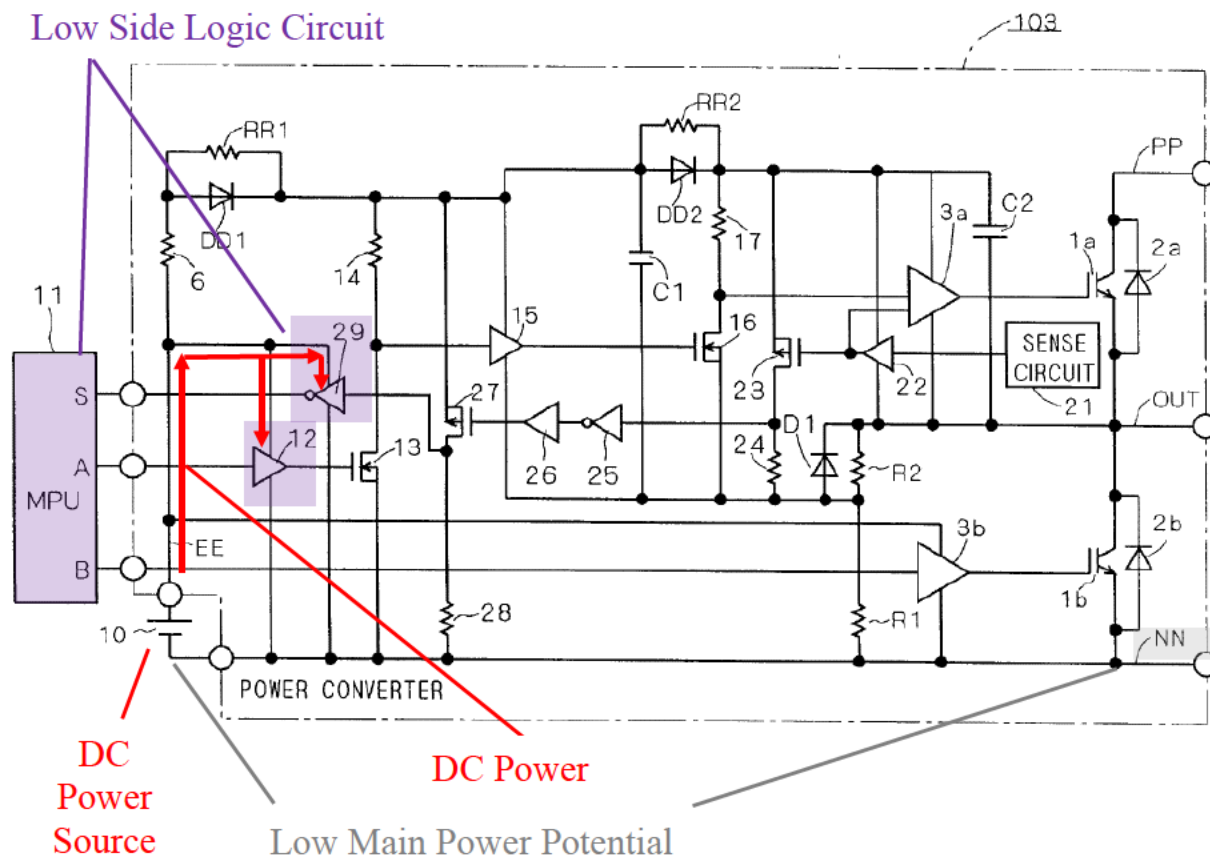 Low Side Logic Circuit
103
RR1
RR2
PP
DD1
DD2
6
14
17
3a
C2
1a
2a
11
C1
29
15
16
SENSE
CIRCUIT
21
S
27
23
22
OUT
A
12
13
26
25
24
D1
R2
MPU
EE
3b
2b
B
28
R1
1b
10
NN
POWER CONVERTER
DC
Power
Source
DC Power
Low Main Power Potential